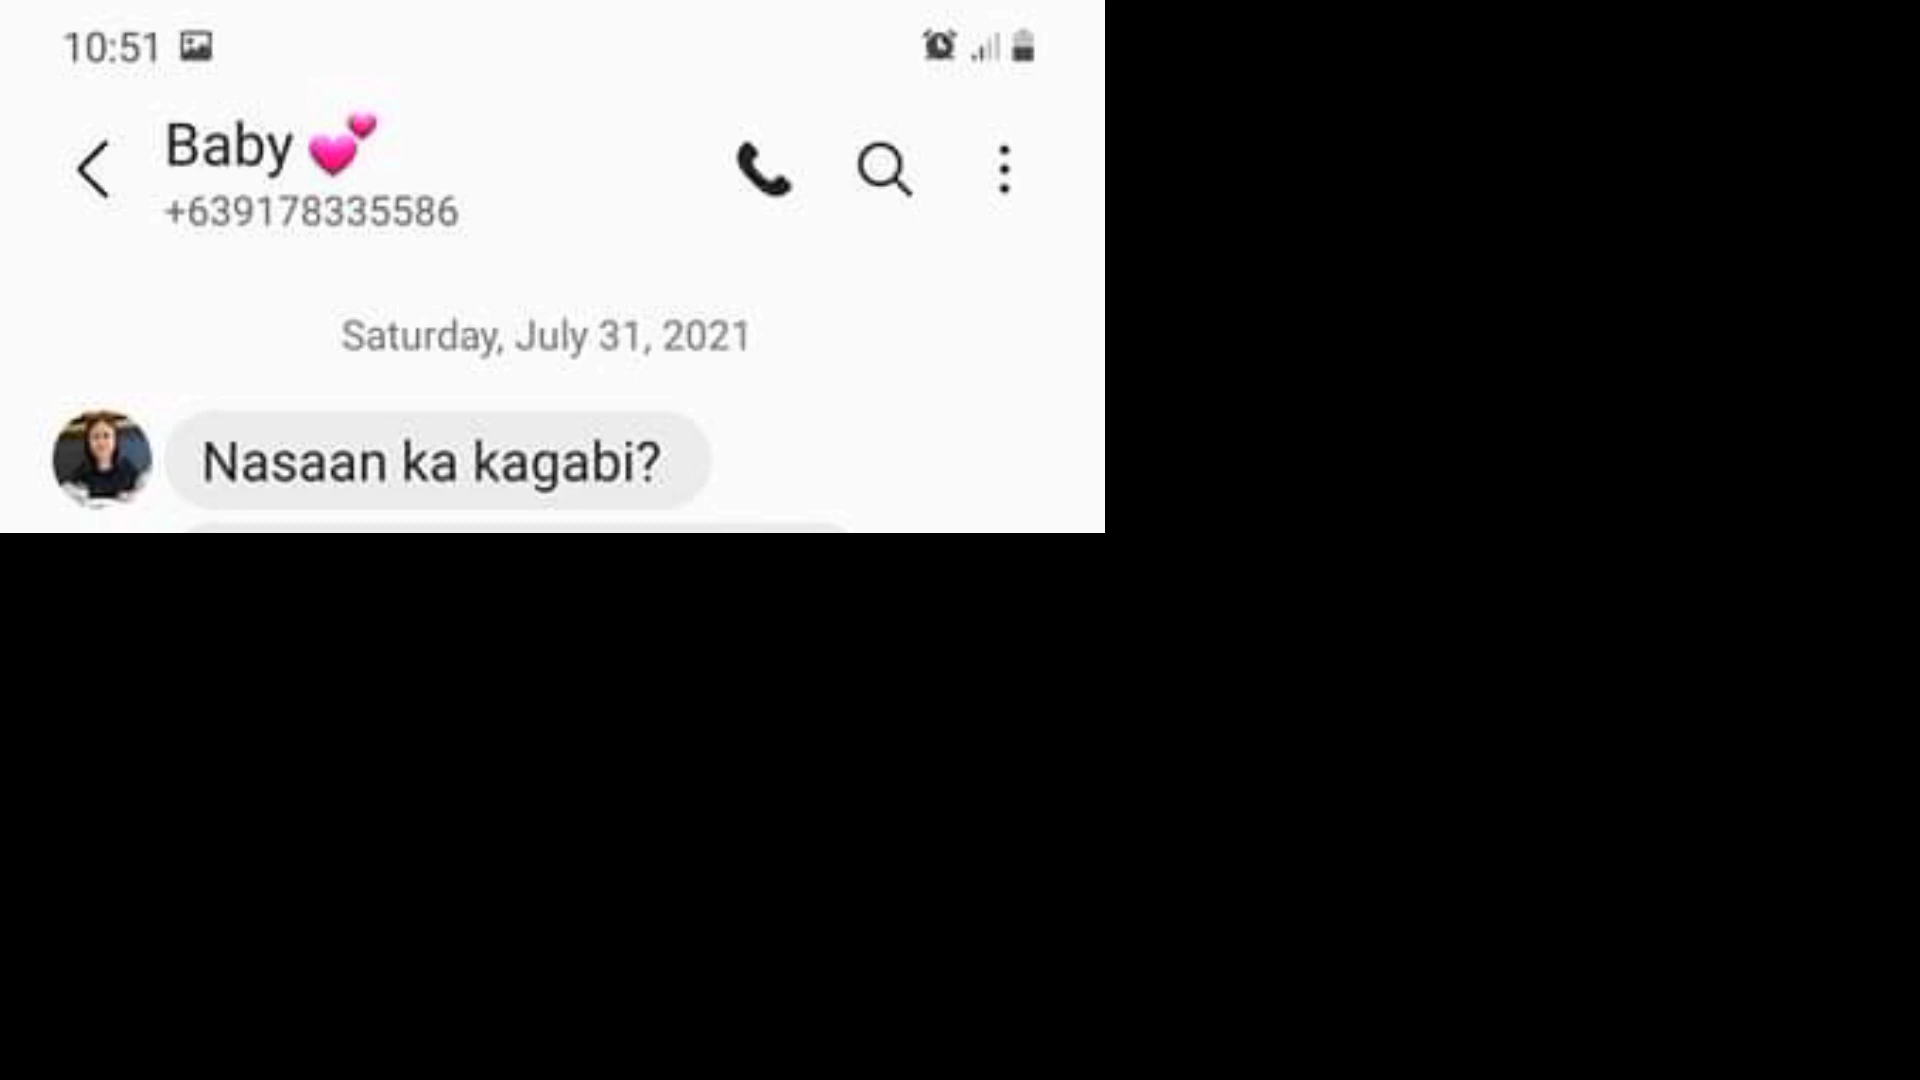 10:51
Baby 💕
+639178335586
Saturday, July 31, 2021
Nasaan ka kagabi?